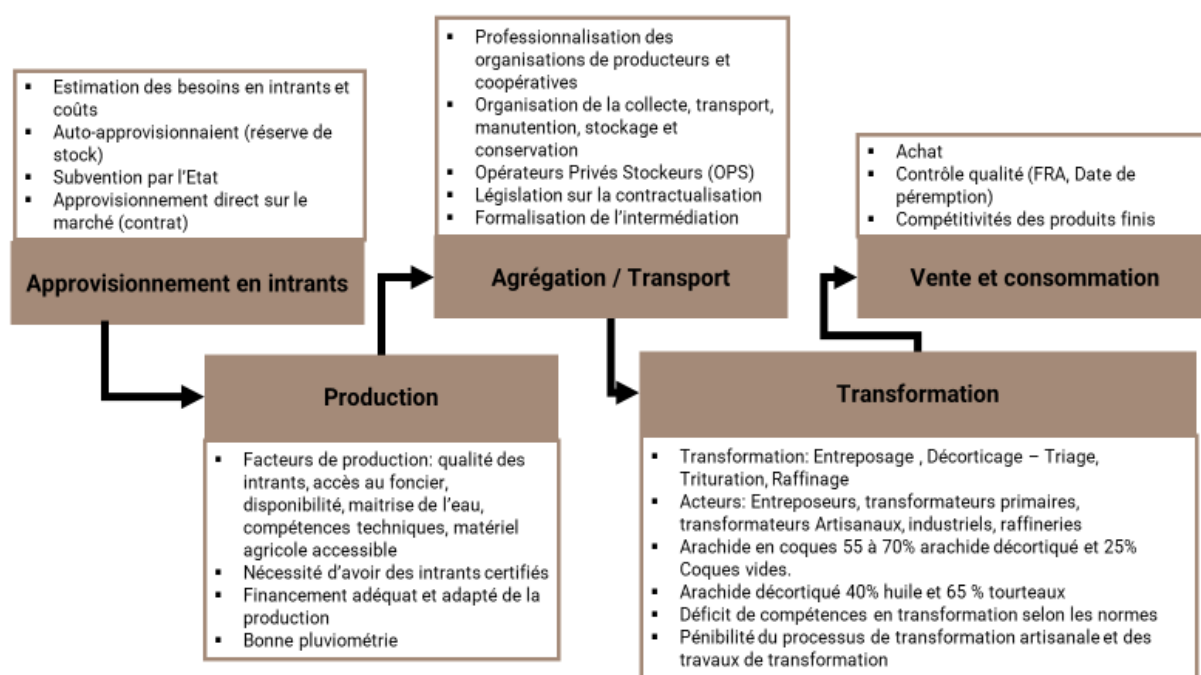 ▪ Estimation des besoins en intrants et
coûts
▪ Auto-approvisionnaient (réserve de
stock)
▪ Subvention par l'Etat
▪ Approvisionnement direct sur le
marché (contrat)
Approvisionnement en intrants
Production
▪ Facteurs de production: qualité des
intrants, accès au foncier,
disponibilité, maitrise de l'eau,
compétences techniques, matériel
agricole accessible
▪ Nécessité d'avoir des intrants certifiés
▪ Financement adéquat et adapté de la
production
▪ Bonne pluviométrie
▪ Professionnalisation des
organisations de producteurs et
coopératives
▪ Organisation de la collecte, transport,
manutention, stockage et
conservation
▪ Opérateurs Privés Stockeurs (OPS)
▪ Législation sur la contractualisation
▪ Formalisation de l'intermédiation
Agrégation / Transport
Transformation
▪ Transformation: Entreposage , Décorticage – Triage,
Trituration, Raffinage
▪ Acteurs: Entreposeurs, transformateurs primaires,
transformateurs Artisanaux, industriels, raffineries
▪ Arachide en coques 55 à 70% arachide décortiqué et 25%
Coques vides.
▪ Arachide décortiqué 40% huile et 65 % tourteaux
▪ Déficit de compétences en transformation selon les normes
▪ Pénibilité du processus de transformation artisanale et des
travaux de transformation
▪ Achat
▪ Contrôle qualité (FRA, Date de
péremption)
▪ Compétitivités des produits finis
Vente et consommation